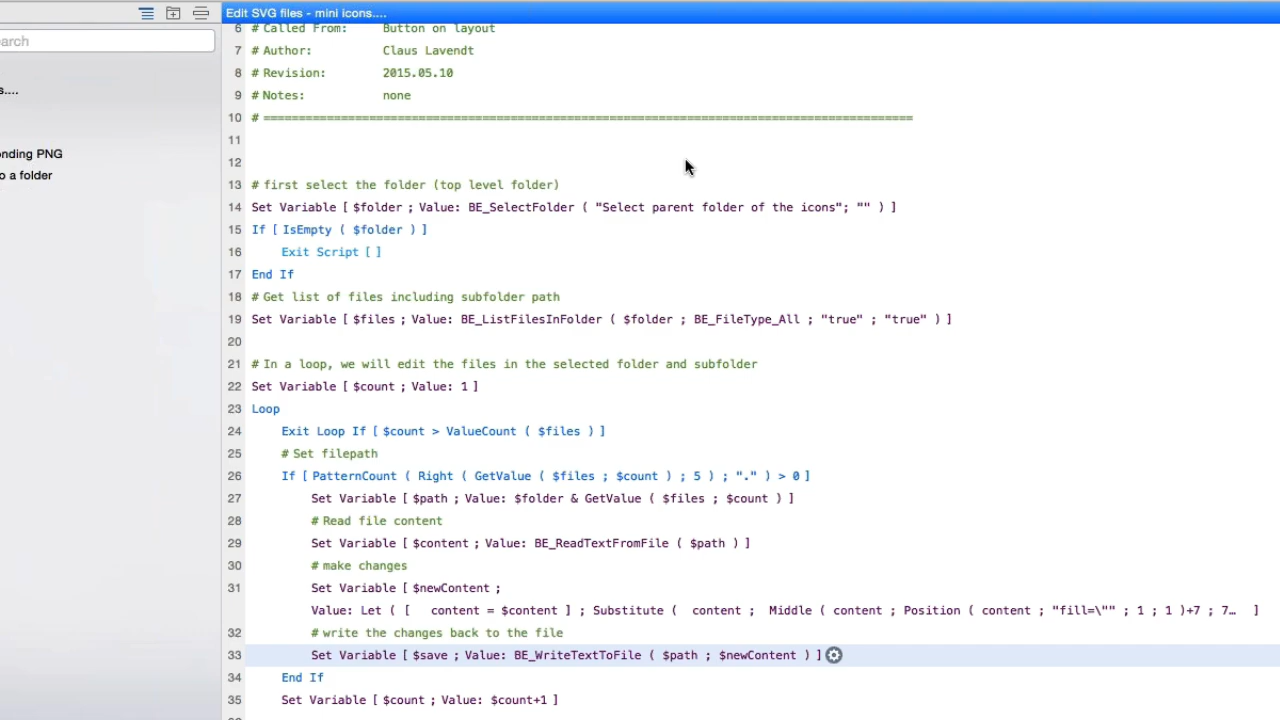 Edit SVG files - mini icons....
arch
s....
onding PNG
o a folder
6 # Called From: Button on layout
7 # Author: Claus Lavendt
8 # Revision: 2015.05.10
9 # Notes: none
10 # ============================================================================================
11
12
13 # first select the folder (top level folder)
14 Set Variable [ $folder ; Value: BE_SelectFolder ( "Select parent folder of the icons"; "" ) ]
15 If [ IsEmpty ( $folder ) ]
16 Exit Script [ ]
17 End If
18 # Get list of files including subfolder path
19 Set Variable [ $files ; Value: BE_ListFilesInFolder ( $folder ; BE_FileType_All ; "true" ; "true" ) ]
20
21 # In a loop, we will edit the files in the selected folder and subfolder
22 Set Variable [ $count ; Value: 1 ]
23 Loop
24 Exit Loop If [ $count > ValueCount ( $files ) ]
25 # Set filepath
26 If [ PatternCount ( Right ( GetValue ( $files ; $count ) ; 5 ) ; "." ) > 0 ]
27 Set Variable [ $path ; Value: $folder & GetValue ( $files ; $count ) ]
28 # Read file content
29 Set Variable [ $content ; Value: BE_ReadTextFromFile ( $path ) ]
30 # make changes
31 Set Variable [ $newContent ;
Value: Let ( [ content = $content ] ; Substitute ( content ; Middle ( content ; Position ( content ; "fill=\"" ; 1 ; 1 )+7 ; 7… ]
32 # write the changes back to the file
33 Set Variable [ $save ; Value: BE_WriteTextToFile ( $path ; $newContent ) ]
34 End If
35 Set Variable [ $count ; Value: $count+1 ]